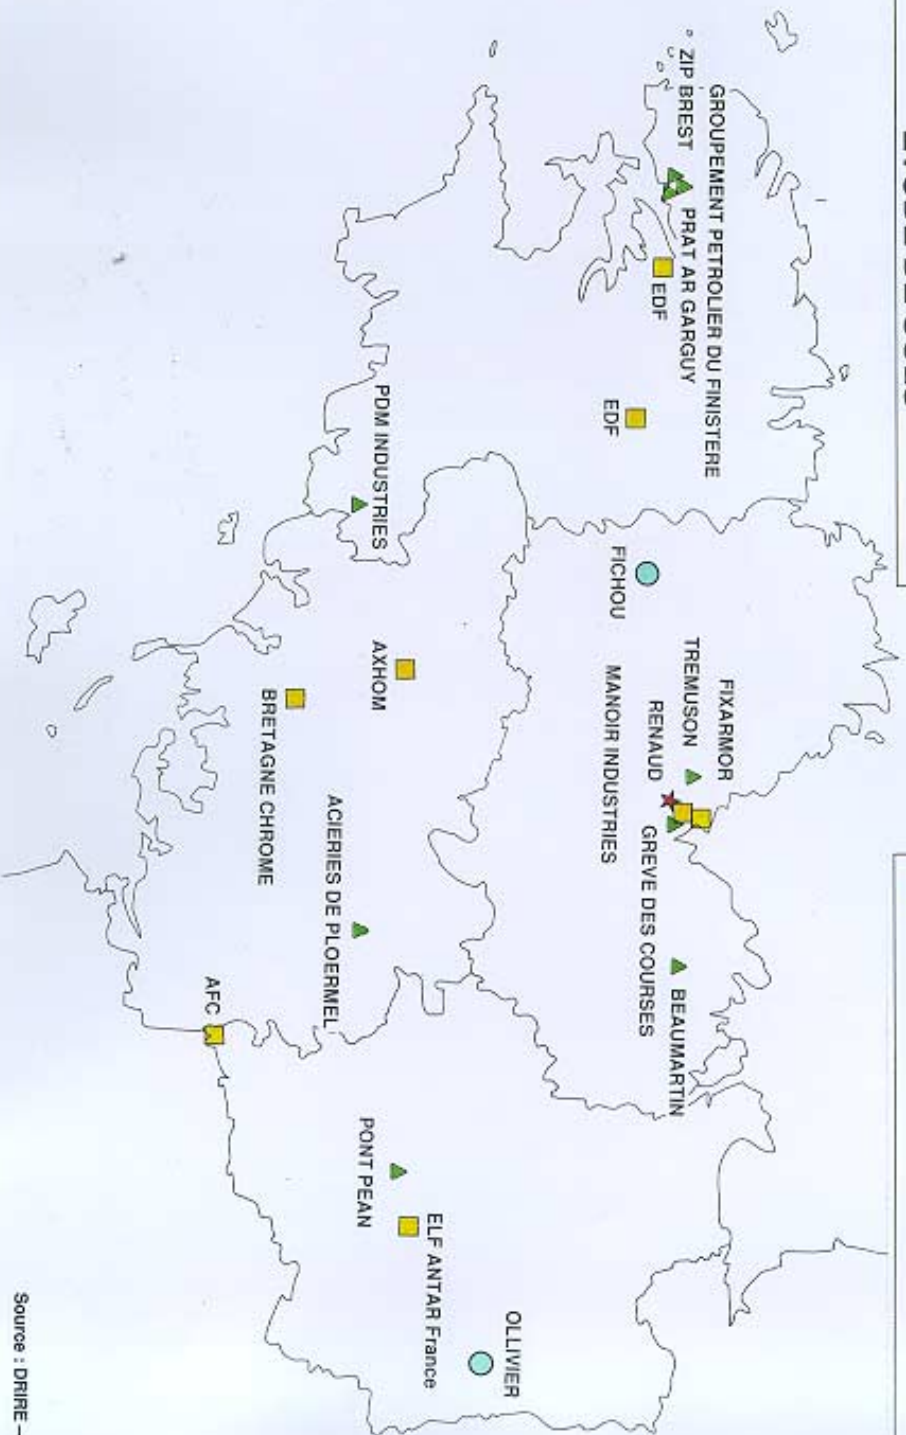 GROUPEMENT PETROLIER DU FINISTERE
FIXARMOR
ZIP BREST
PRAT AR GARGUY
TREMUSON
BEAUMARTIN
EDF
RENAUD
GREVE DES COURSES
EDF
FICHOU
MANOIR INDUSTRIES
OLLIVIER
ELF ANTAR France
PDM INDUSTRIES
AXHOM
PONT PEAN
ACIERIES DE PLOERMEL
BRETAGNE CHROME
AFC
Source : DRIRE –